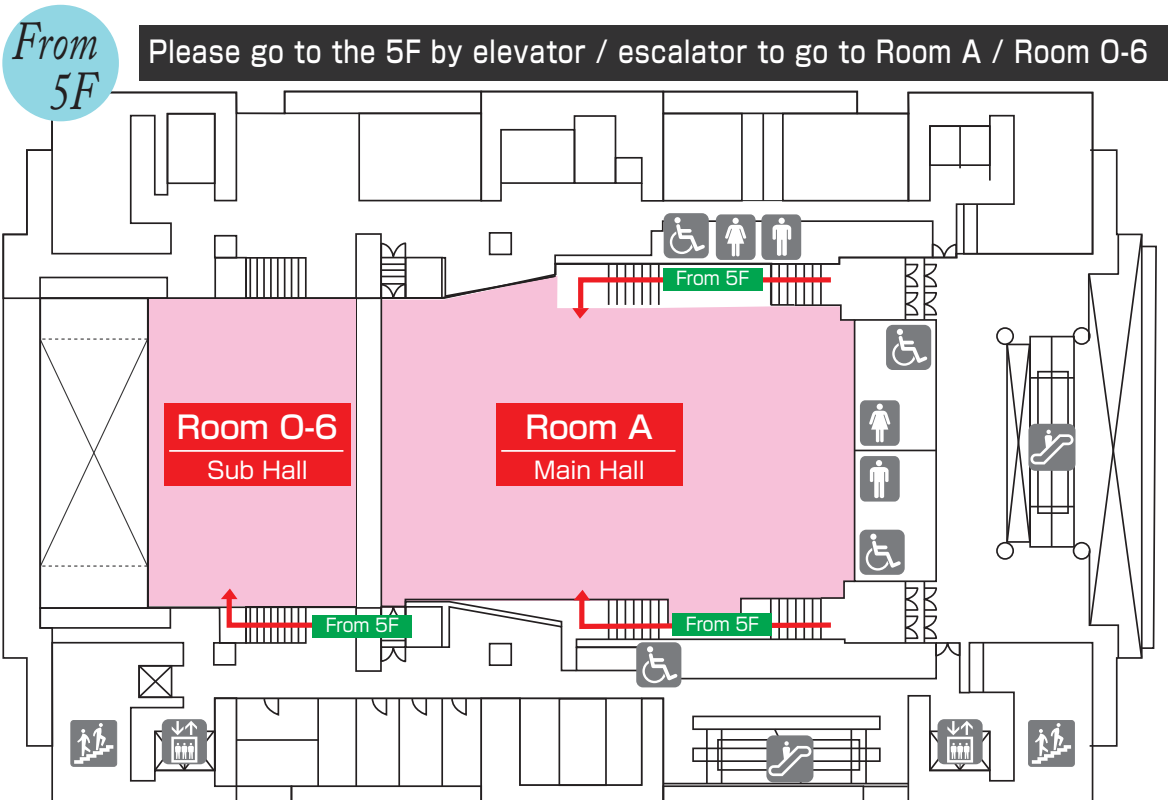 From
5F
Please go to the 5F by elevator / escalator to go to Room A / Room O-6
From 5F
Room O-6
Sub Hall
Room A
Main Hall
From 5F
From 5F